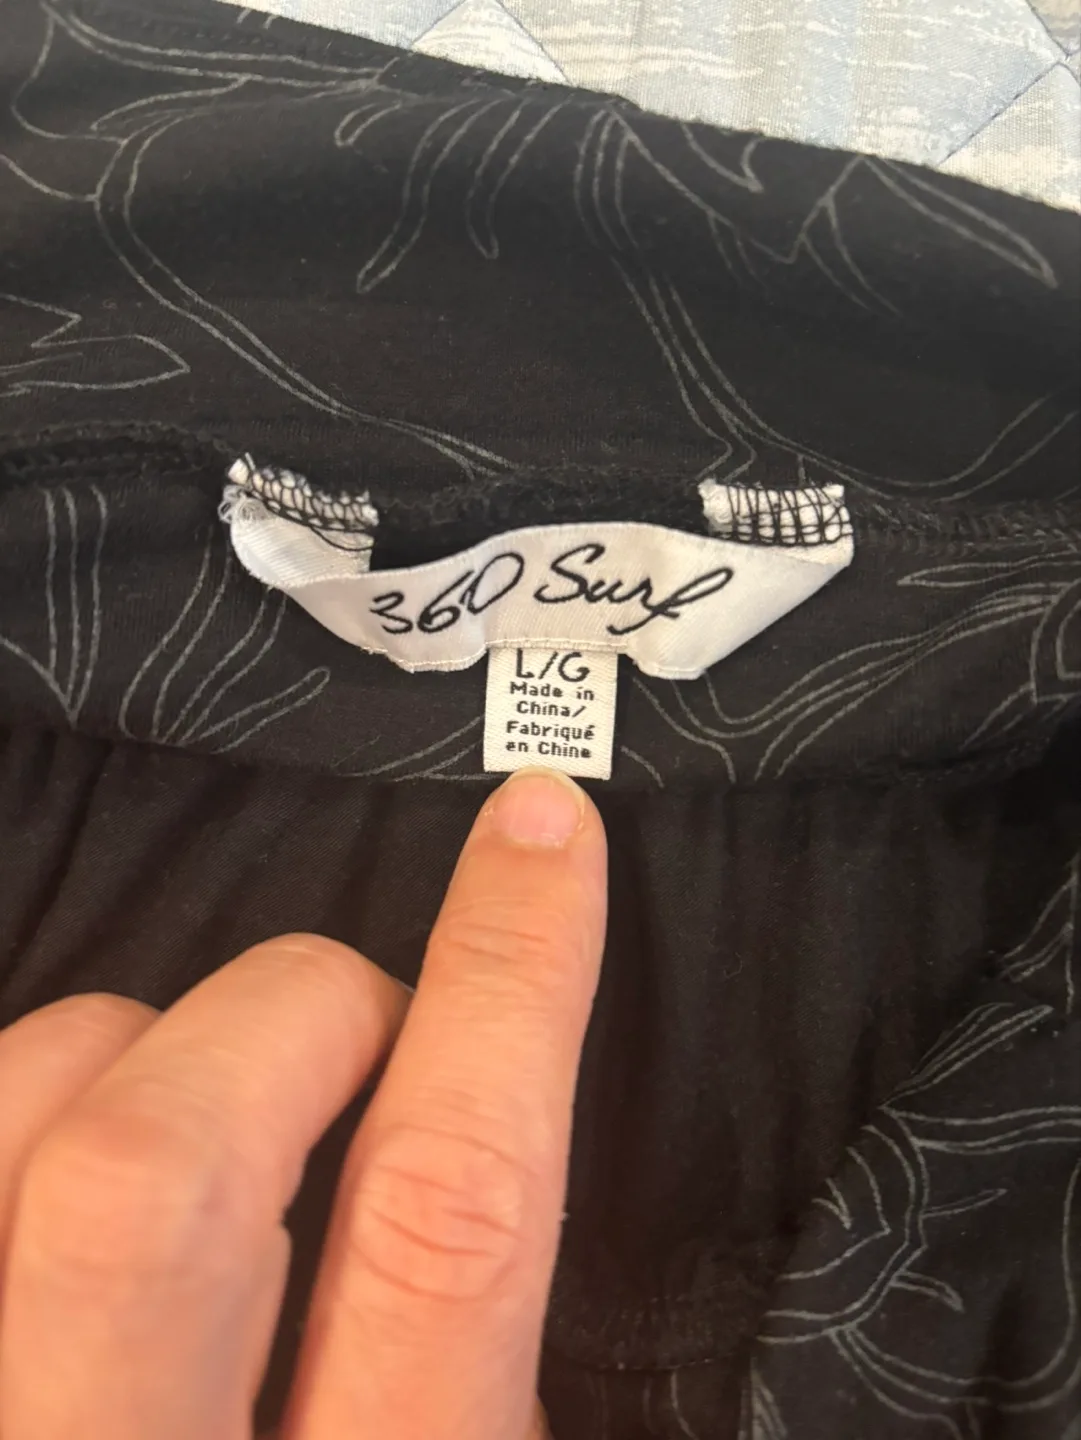 360 Surf
L/G
Made in
China/
Fabriqué
en Chine